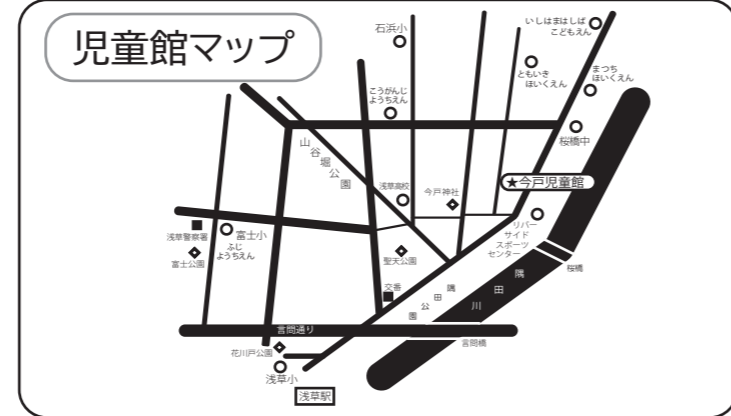 児童館マップ
石浜小
いしはまはしば
こどもえん
ともいき
ほいくえん
まつち
ほいくえん
こうがんじ
ようちえん
桜橋中
山谷堀公園
浅草高校
今戸神社
★今戸児童館
リバー
サイド
スポーツ
センター
浅草警察署
富士小
ふじ
ようちえん
富士公園
聖天公園
桜橋
交番
隅田公園
隅田川
言問通り
言問橋
花川戸公園
浅草小
浅草駅